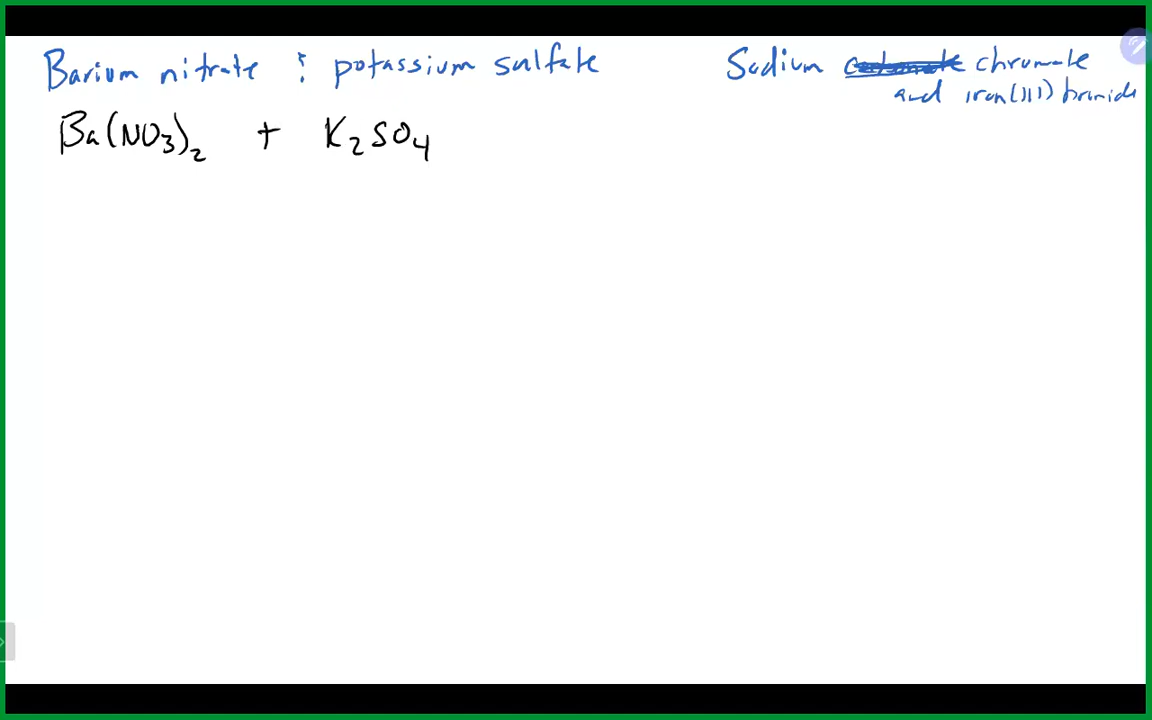 Barium nitrate & potassium sulfate
Ba(NO₃)₂ + K₂SO₄
Sodium chromate
and iron(III) bromide